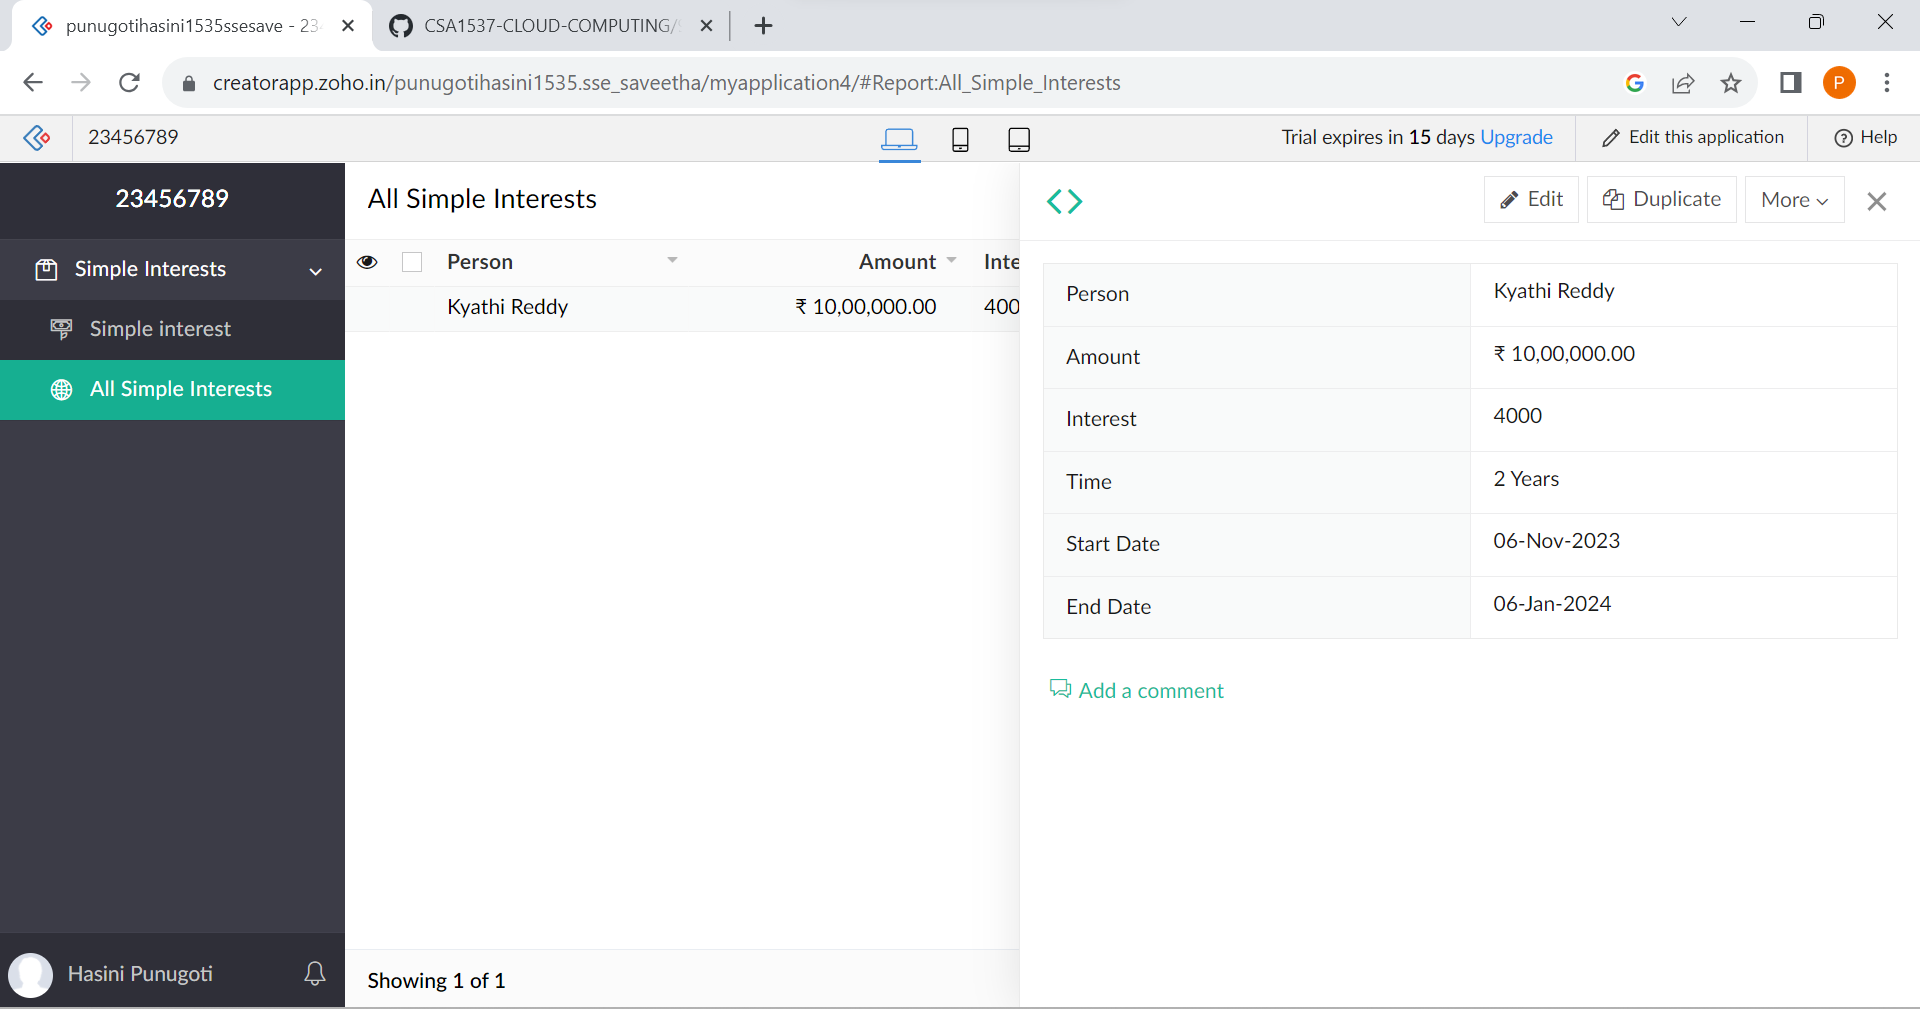 punugotihasini1535ssesave - 23
CSA1537-CLOUD-COMPUTING/
creatorapp.zoho.in/punugotihasini1535.sse_saveetha/myapplication4/#Report:All_Simple_Interests
P
23456789
Trial expires in 15 days Upgrade
Edit this application
Help
23456789
Simple Interests
Simple interest
All Simple Interests
Hasini Punugoti
All Simple Interests
Person Amount Inte
Kyathi Reddy ₹ 10,00,000.00 400
Showing 1 of 1
Edit Duplicate More
Person Kyathi Reddy
Amount ₹ 10,00,000.00
Interest 4000
Time 2 Years
Start Date 06-Nov-2023
End Date 06-Jan-2024
Add a comment